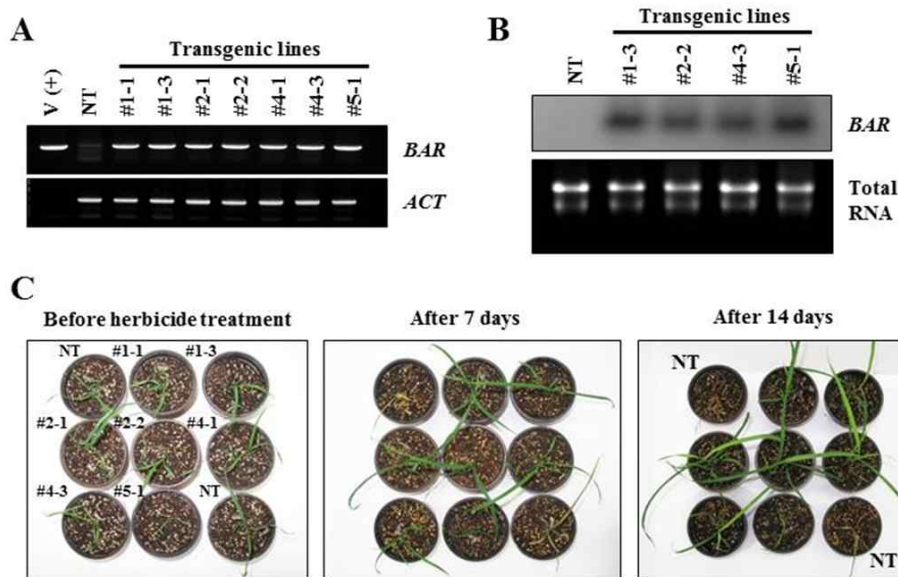 A
Transgenic lines
V (+)
NT
#1-1
#1-3
#2-1
#2-2
#4-1
#4-3
#5-1
BAR
ACT
B
Transgenic lines
NT
#1-3
#2-2
#4-3
#5-1
BAR
Total
RNA
C
Before herbicide treatment
NT #1-1 #1-3
#2-1 #2-2 #4-1
#4-3 #5-1 NT
After 7 days
After 14 days
NT
NT